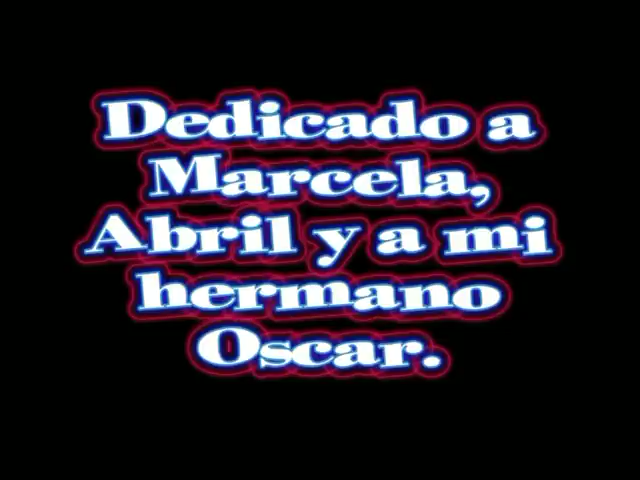 Dedicado a
Marcela,
Abril y a mi
hermano
Oscar.